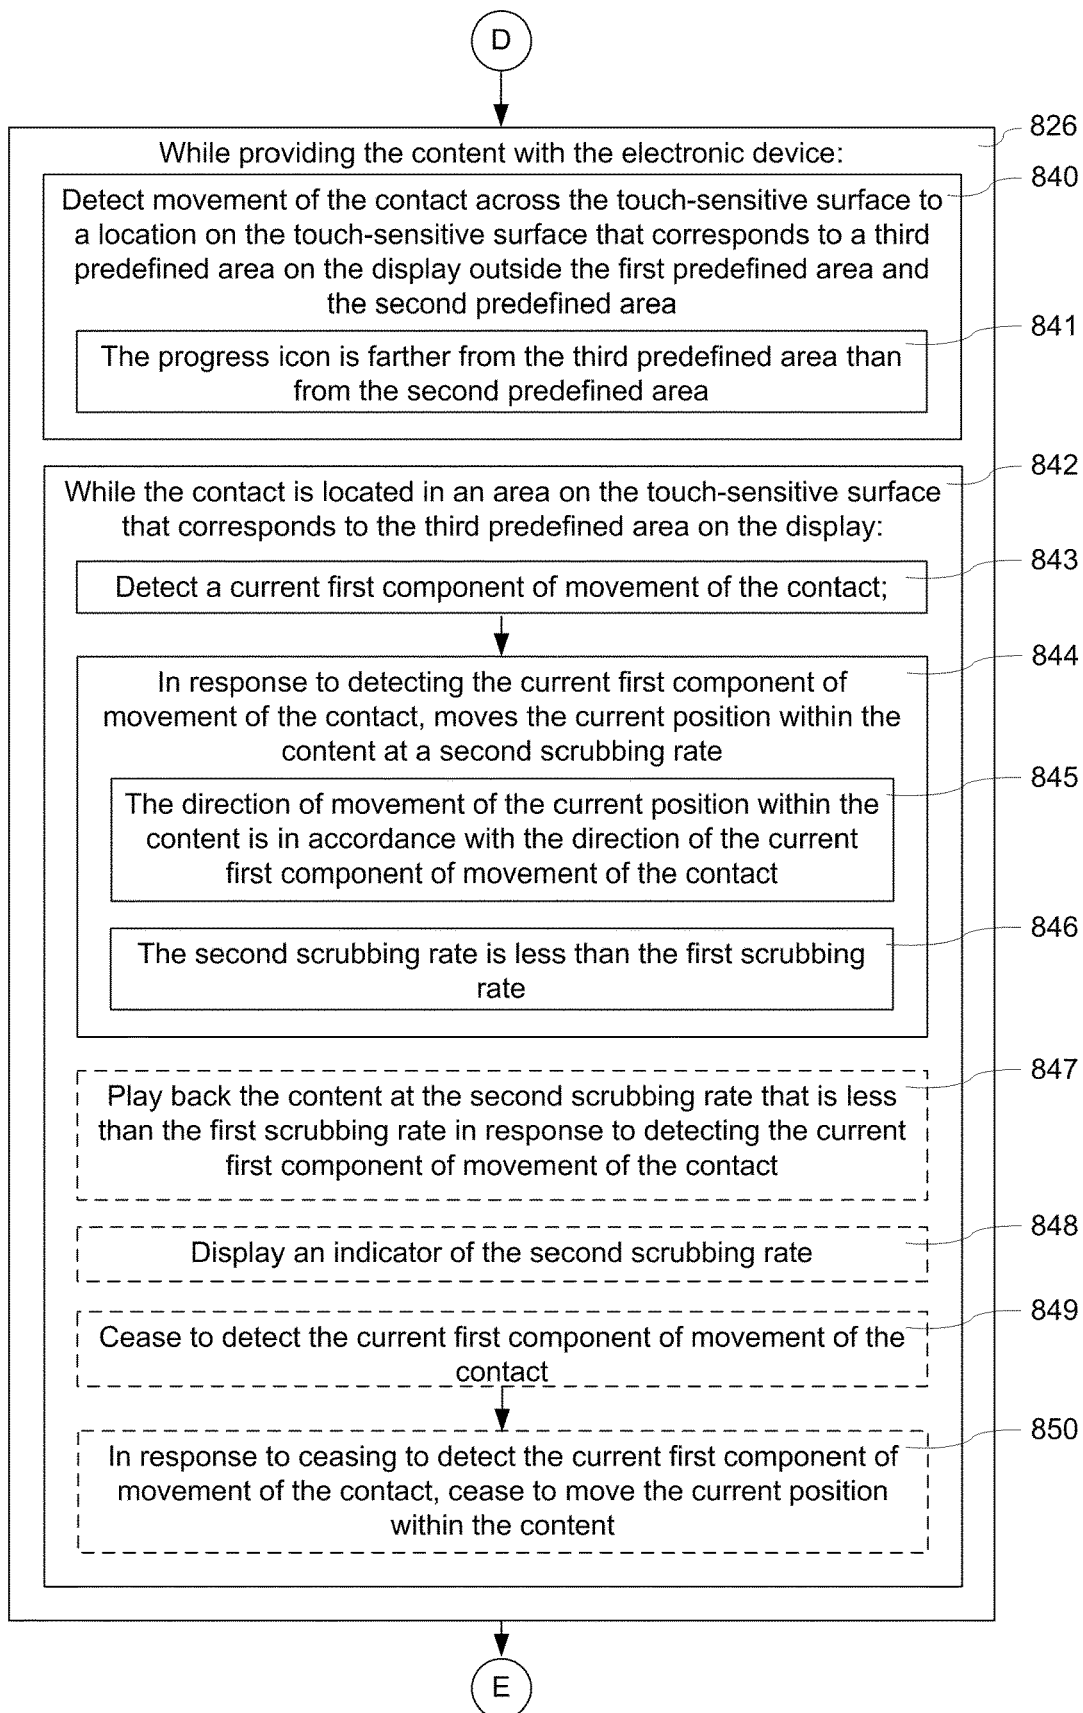 D
826
While providing the content with the electronic device:
840
Detect movement of the contact across the touch-sensitive surface to
a location on the touch-sensitive surface that corresponds to a third
predefined area on the display outside the first predefined area and
the second predefined area
841
The progress icon is farther from the third predefined area than
from the second predefined area
842
While the contact is located in an area on the touch-sensitive surface
that corresponds to the third predefined area on the display:
843
Detect a current first component of movement of the contact;
844
In response to detecting the current first component of
movement of the contact, moves the current position within the
content at a second scrubbing rate
845
The direction of movement of the current position within the
content is in accordance with the direction of the current
first component of movement of the contact
846
The second scrubbing rate is less than the first scrubbing
rate
847
Play back the content at the second scrubbing rate that is less
than the first scrubbing rate in response to detecting the current
first component of movement of the contact
848
Display an indicator of the second scrubbing rate
849
Cease to detect the current first component of movement of the
contact
850
In response to ceasing to detect the current first component of
movement of the contact, cease to move the current position
within the content
E